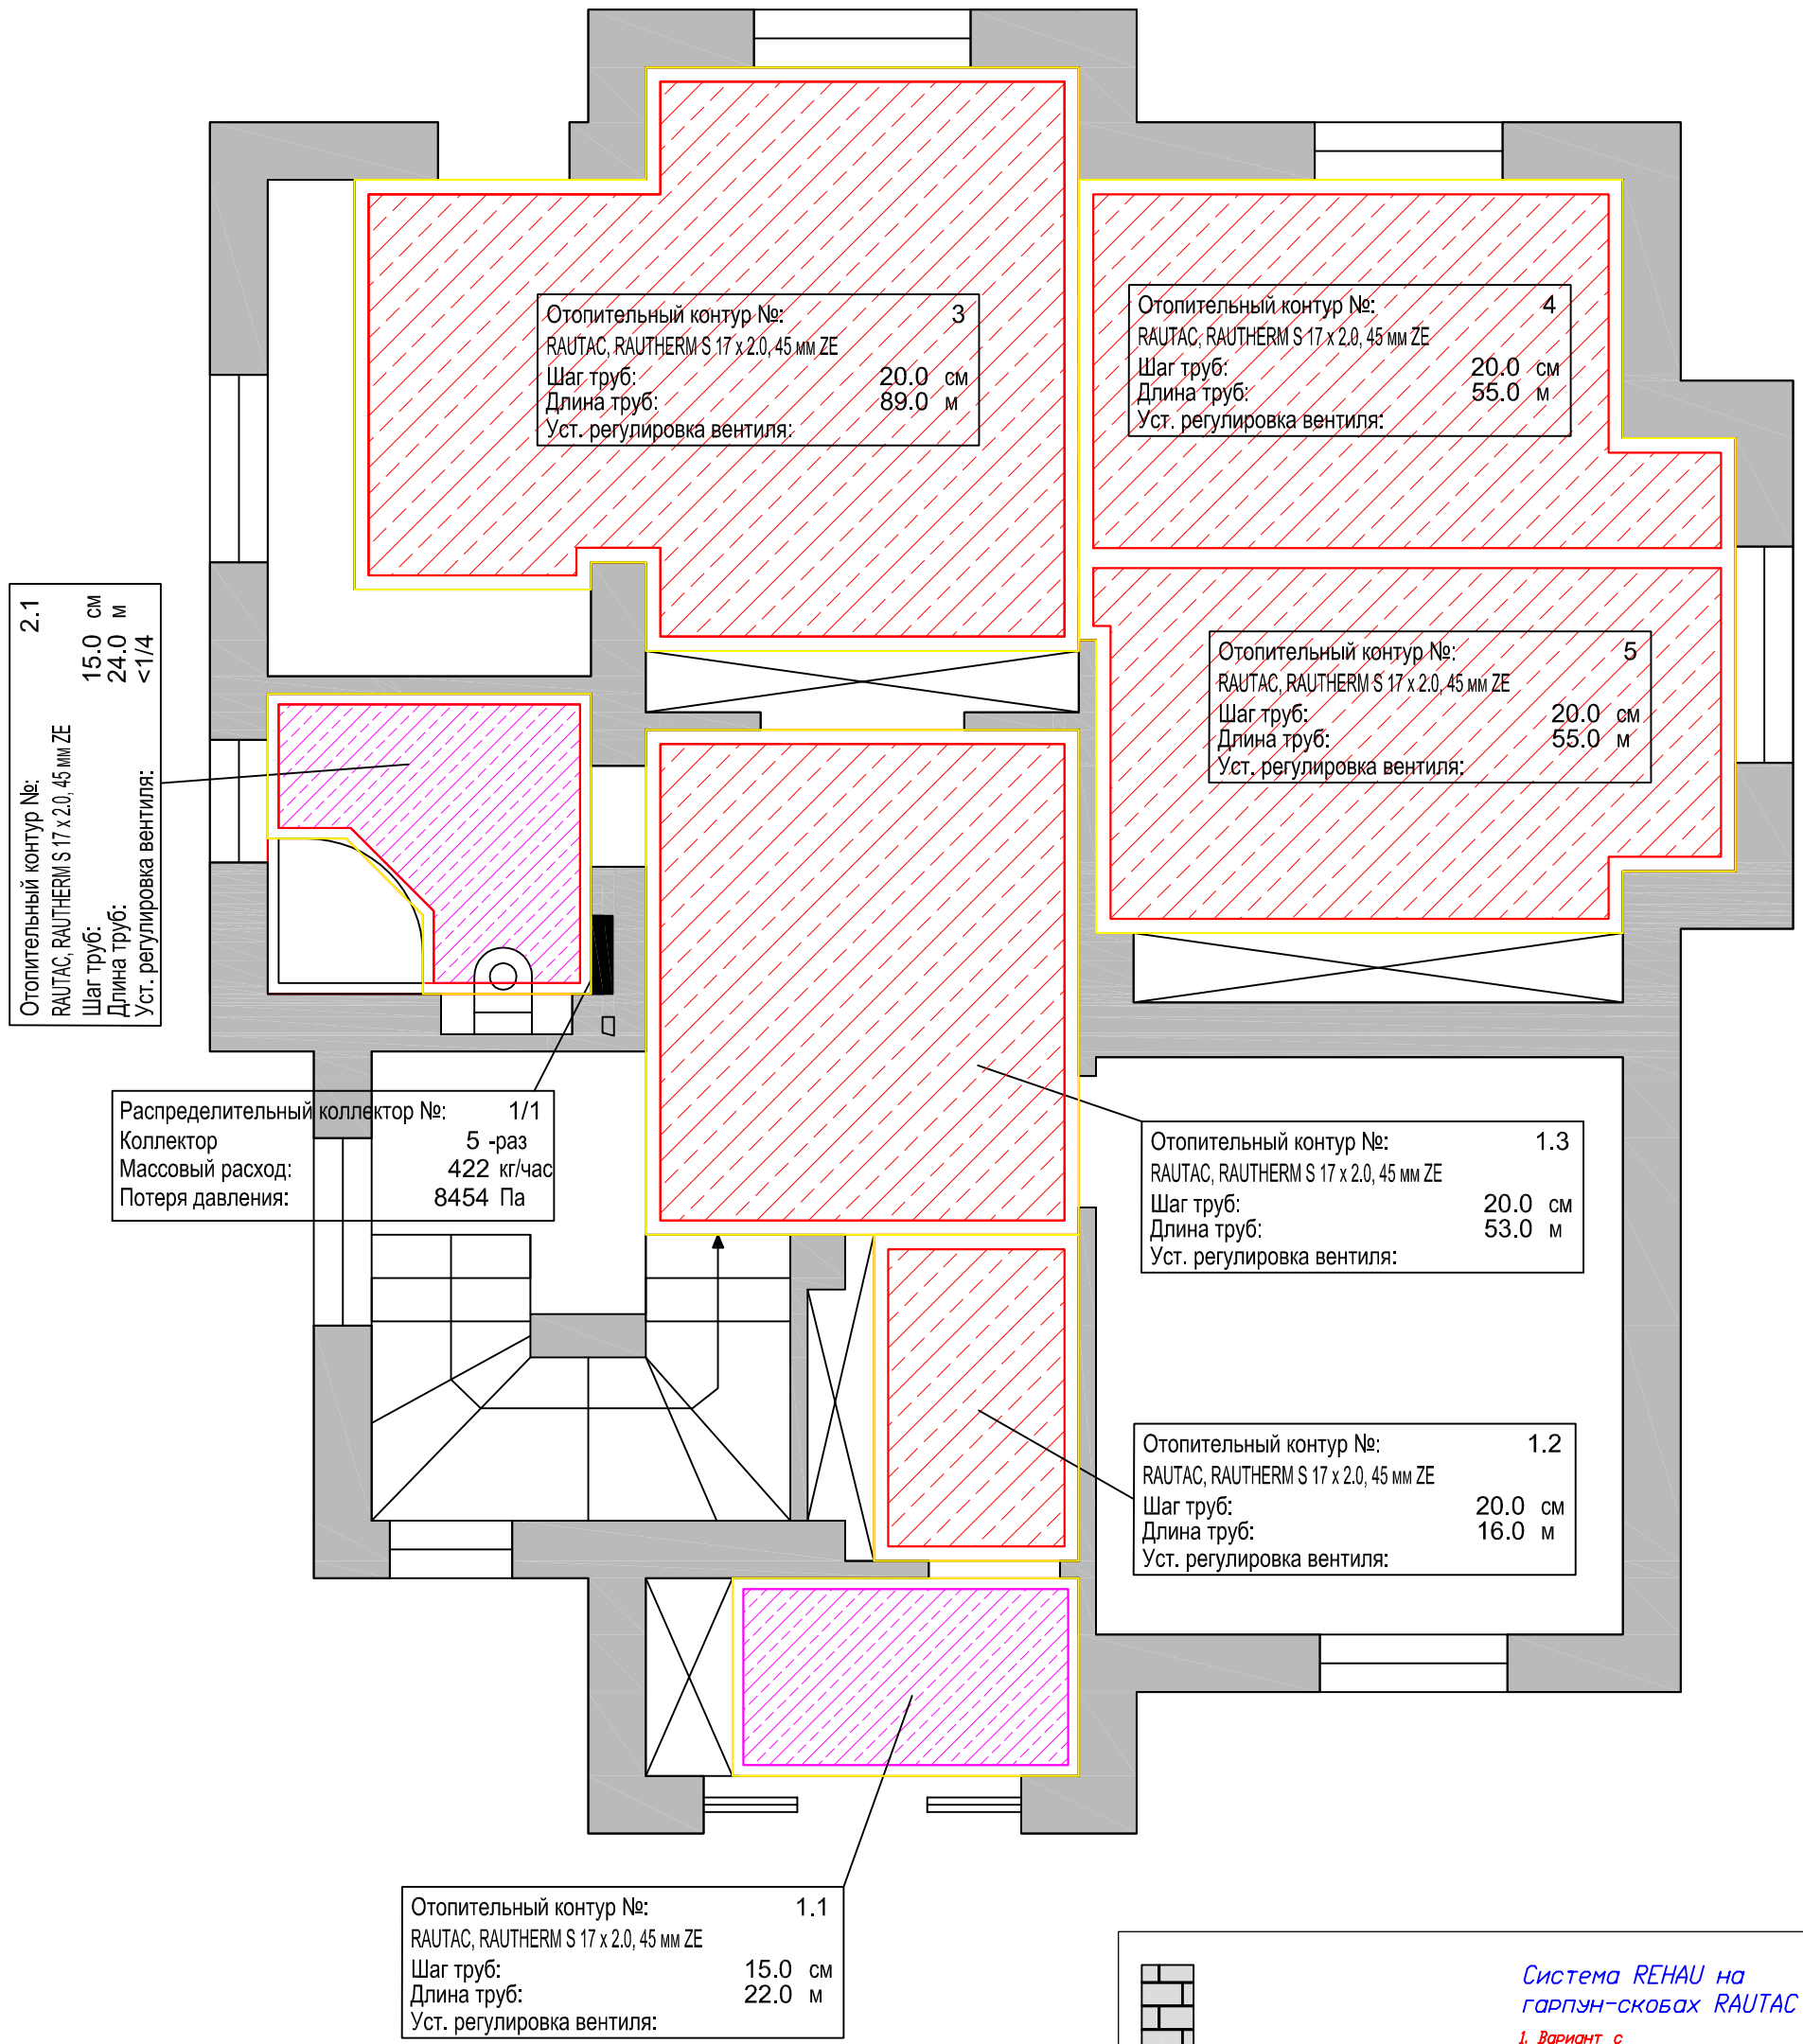 Отопительный контур №: 3
RAUTAC, RAUTHERM S 17 x 2.0, 45 мм ZE
Шаг труб: 20.0 см
Длина труб: 89.0 м
Уст. регулировка вентиля:
Отопительный контур №: 4
RAUTAC, RAUTHERM S 17 x 2.0, 45 мм ZE
Шаг труб: 20.0 см
Длина труб: 55.0 м
Уст. регулировка вентиля:
Отопительный контур №: 2.1
RAUTAC, RAUTHERM S 17 x 2.0, 45 мм ZE
Шаг труб: 15.0 см
Длина труб: 24.0 м
Уст. регулировка вентиля: <1/4
Отопительный контур №: 5
RAUTAC, RAUTHERM S 17 x 2.0, 45 мм ZE
Шаг труб: 20.0 см
Длина труб: 55.0 м
Уст. регулировка вентиля:
Распределительный коллектор №: 1/1
Коллектор 5 -раз
Массовый расход: 422 кг/час
Потеря давления: 8454 Па
Отопительный контур №: 1.3
RAUTAC, RAUTHERM S 17 x 2.0, 45 мм ZE
Шаг труб: 20.0 см
Длина труб: 53.0 м
Уст. регулировка вентиля:
Отопительный контур №: 1.2
RAUTAC, RAUTHERM S 17 x 2.0, 45 мм ZE
Шаг труб: 20.0 см
Длина труб: 16.0 м
Уст. регулировка вентиля:
Отопительный контур №: 1.1
RAUTAC, RAUTHERM S 17 x 2.0, 45 мм ZE
Шаг труб: 15.0 см
Длина труб: 22.0 м
Уст. регулировка вентиля:
Система REHAU на
гарпун-скобах RAUTAC
1. Вариант с